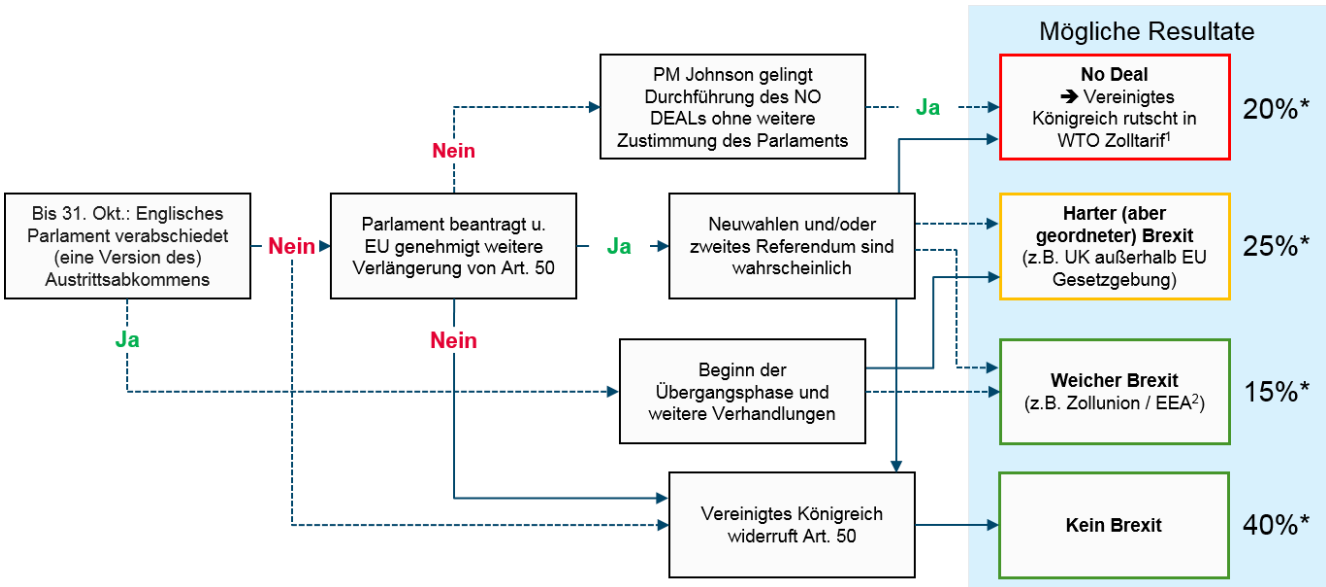 Mögliche Resultate
PM Johnson gelingt
Durchführung des NO
DEALs ohne weitere
Zustimmung des Parlaments
Ja
No Deal
➔ Vereinigtes
Königreich rutscht in
WTO Zolltarif¹
20%*
Nein
Bis 31. Okt.: Englisches
Parlament verabschiedet
(eine Version des)
Austrittsabkommens
Nein
Parlament beantragt u.
EU genehmigt weitere
Verlängerung von Art. 50
Ja
Neuwahlen und/oder
zweites Referendum sind
wahrscheinlich
Harter (aber
geordneter) Brexit
(z.B. UK außerhalb EU
Gesetzgebung)
25%*
Ja
Nein
Beginn der
Übergangsphase und
weitere Verhandlungen
Weicher Brexit
(z.B. Zollunion / EEA²)
15%*
Vereinigtes Königreich
widerruft Art. 50
Kein Brexit
40%*